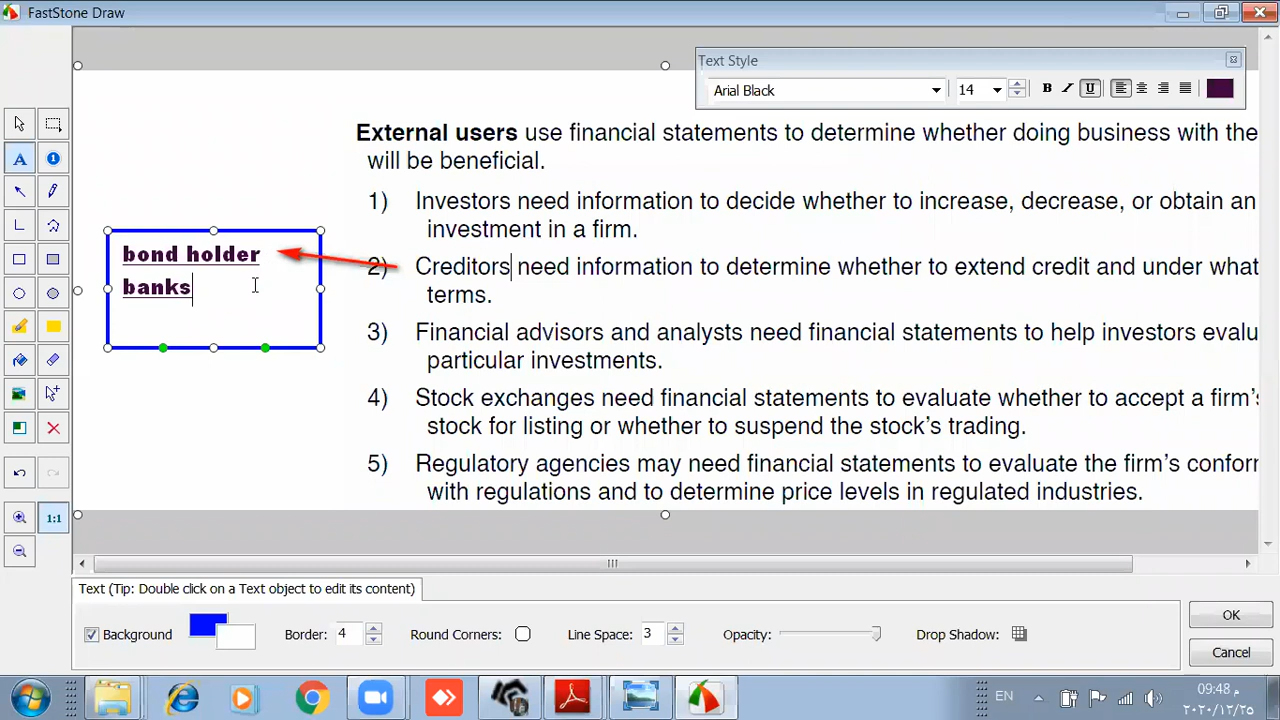 FastStone Draw
Text Style
Arial Black
14
B I U
A
1
External users use financial statements to determine whether doing business with the
will be beneficial.
1) Investors need information to decide whether to increase, decrease, or obtain an
investment in a firm.
bond holder
2) Creditors need information to determine whether to extend credit and under what
banks
terms.
3) Financial advisors and analysts need financial statements to help investors evalu
particular investments.
4) Stock exchanges need financial statements to evaluate whether to accept a firm's
stock for listing or whether to suspend the stock's trading.
5) Regulatory agencies may need financial statements to evaluate the firm's confor
with regulations and to determine price levels in regulated industries.
1:1
Text (Tip: Double click on a Text object to edit its content)
Background
Border: 4
Round Corners:
Line Space: 3
Opacity:
Drop Shadow:
OK
Cancel
EN
09:48 م
٢٠٢٠/١٢/٢٥